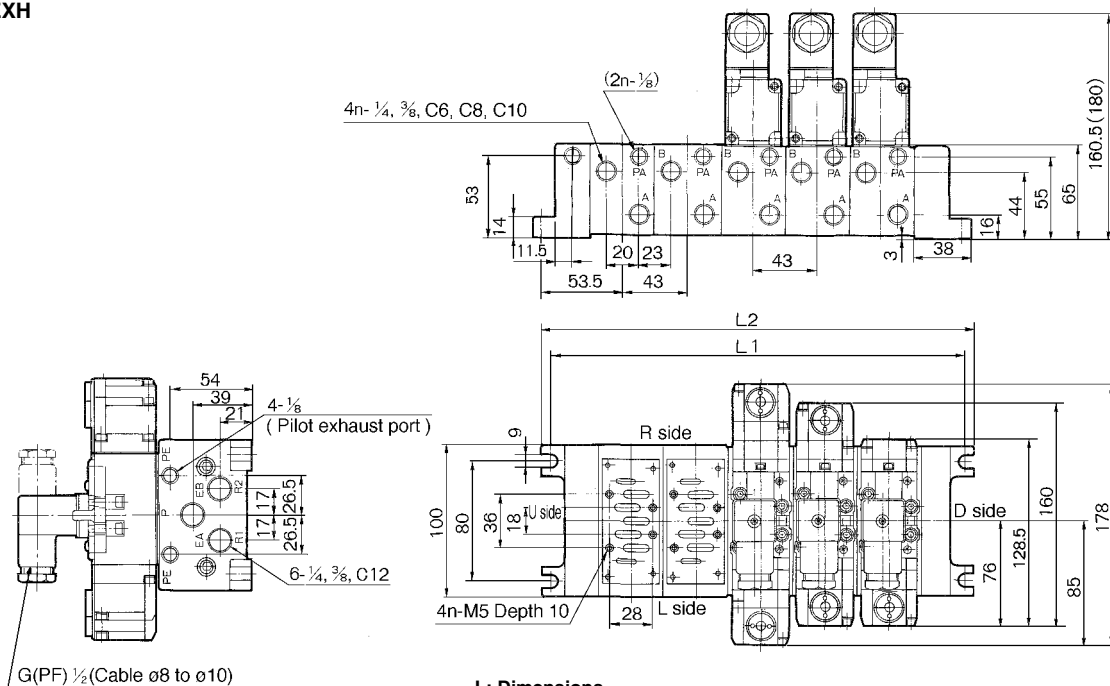 EXH
(2n-⅛)
4n-¼, ⅜, C6, C8, C10
B
B
B
B
PA
PA
PA
PA
PA
A
A
A
A
A
53
14
11.5
20
23
53.5
43
43
3
38
16
44
55
65
160.5(180)
L2
L1
54
39
21
4-⅛
( Pilot exhaust port )
PE
EB
R2
P
EA
R1
PE
17
17
26.5
26.5
6-¼, ⅜, C12
G(PF) ½(Cable ø8 to ø10)
9
100
80
36
18
R side
U side
D side
L side
4n-M5 Depth 10
28
76
128.5
160
85
178
L: Dimensions